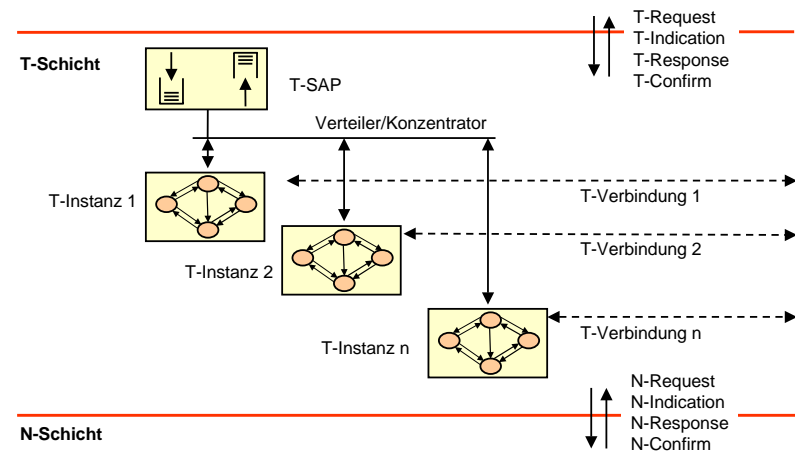 T-Request
T-Indication
T-Response
T-Confirm
T-Schicht
T-SAP
Verteiler/Konzentrator
T-Instanz 1
T-Verbindung 1
T-Instanz 2
T-Verbindung 2
T-Instanz n
T-Verbindung n
N-Request
N-Indication
N-Response
N-Confirm
N-Schicht